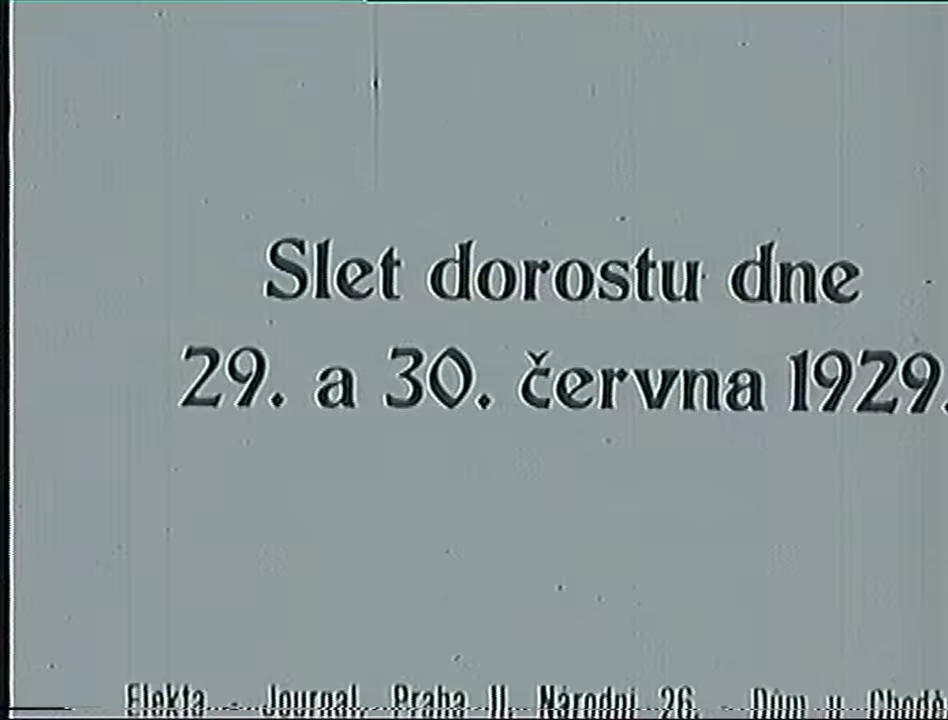 Slet dorostu dne
29. a 30. června 1929.
Elekta - Journal, Praha II, Národní 26. - Dům u